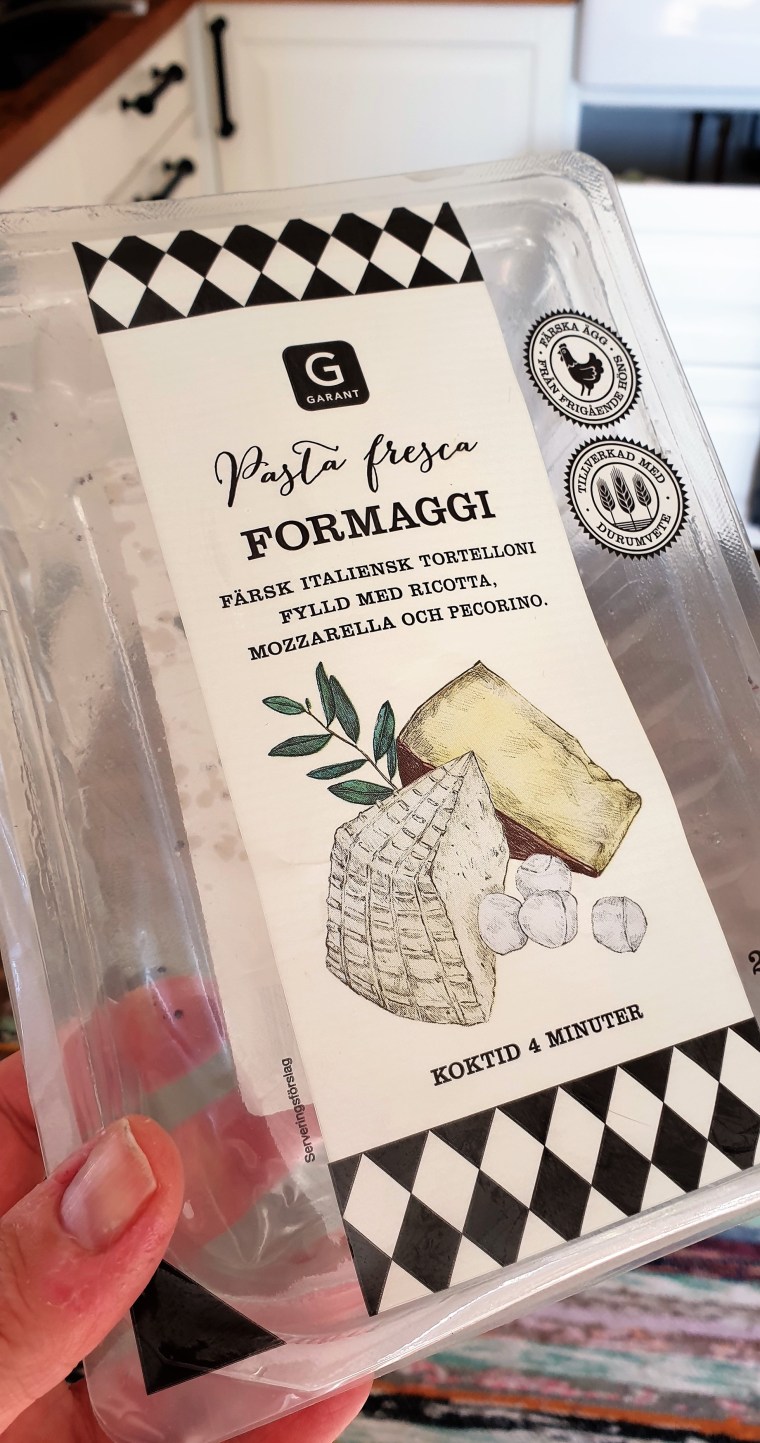 G
GARANT
Pasta fresca
FORMAGGI
FÄRSK ITALIENSK TORTELLONI
FYLLD MED RICOTTA,
MOZZARELLA OCH PECORINO.
KOKTID 4 MINUTER
Serveringsförslag
FÄRSKA ÄGG
FRÅN FRIGÅENDE HÖNS
TILLVERKAD MED
DURUMVETE
2